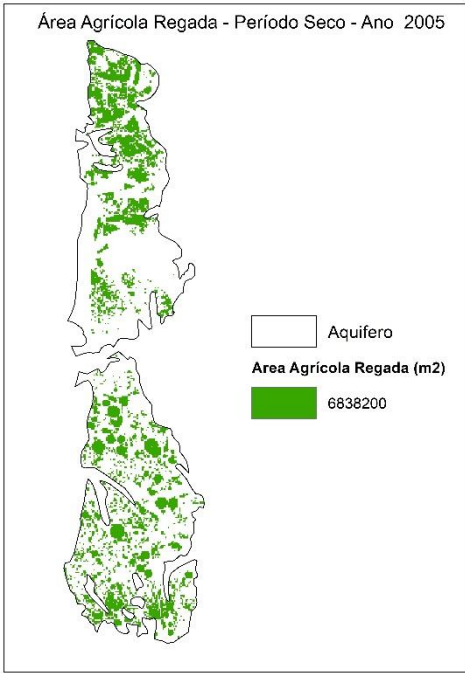 Área Agrícola Regada - Período Seco - Ano 2005
Aquifero
Area Agrícola Regada (m2)
6838200